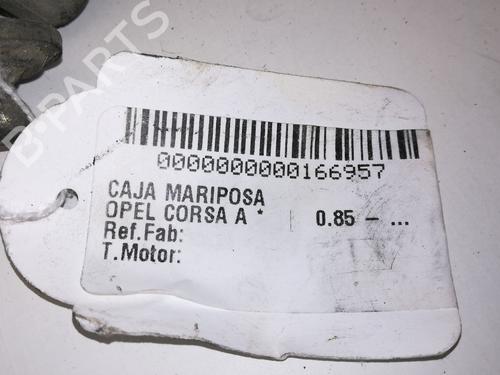 B-PARTS
0000000000166957
CAJA MARIPOSA
OPEL CORSA A * | 0.85 - ...
Ref.Fab:
T.Motor: